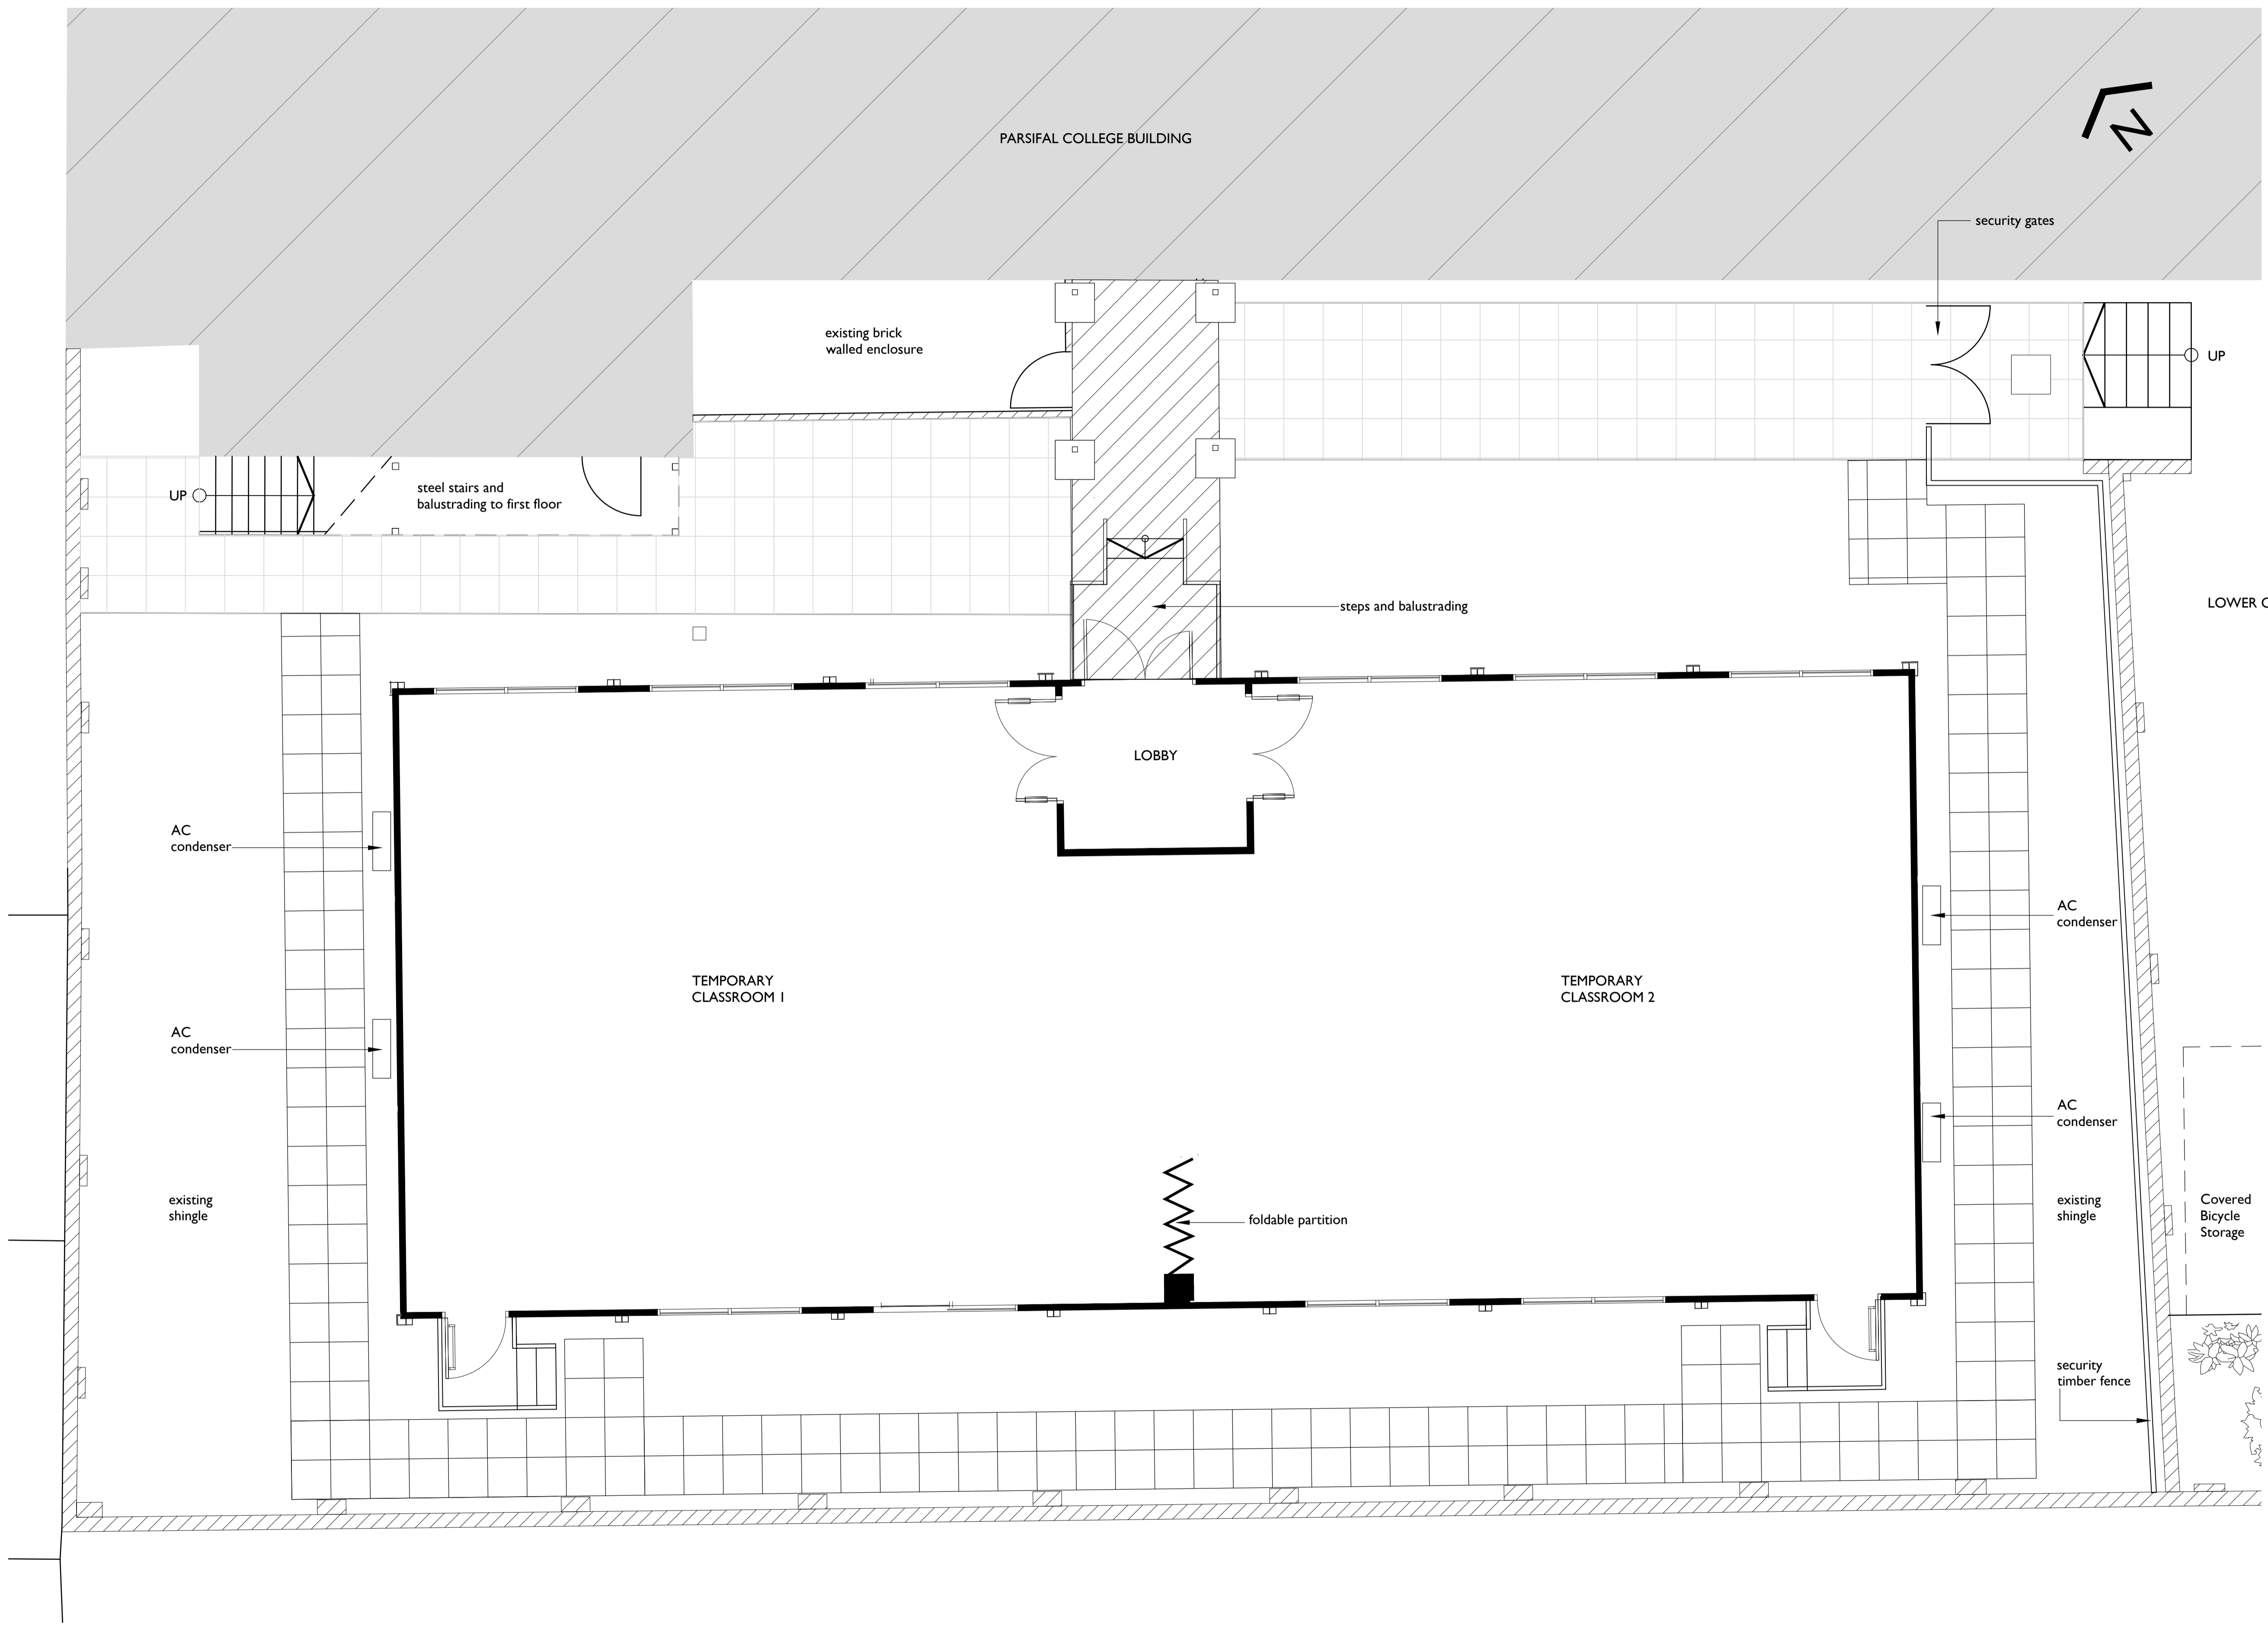 PARSIFAL COLLEGE BUILDING
N
security gates
existing brick
walled enclosure
UP
UP
steel stairs and
balustrading to first floor
steps and balustrading
LOWER
LOBBY
AC
condenser
AC
condenser
TEMPORARY
CLASSROOM 1
TEMPORARY
CLASSROOM 2
AC
condenser
AC
condenser
existing
shingle
foldable partition
existing
shingle
Covered
Bicycle
Storage
security
timber fence